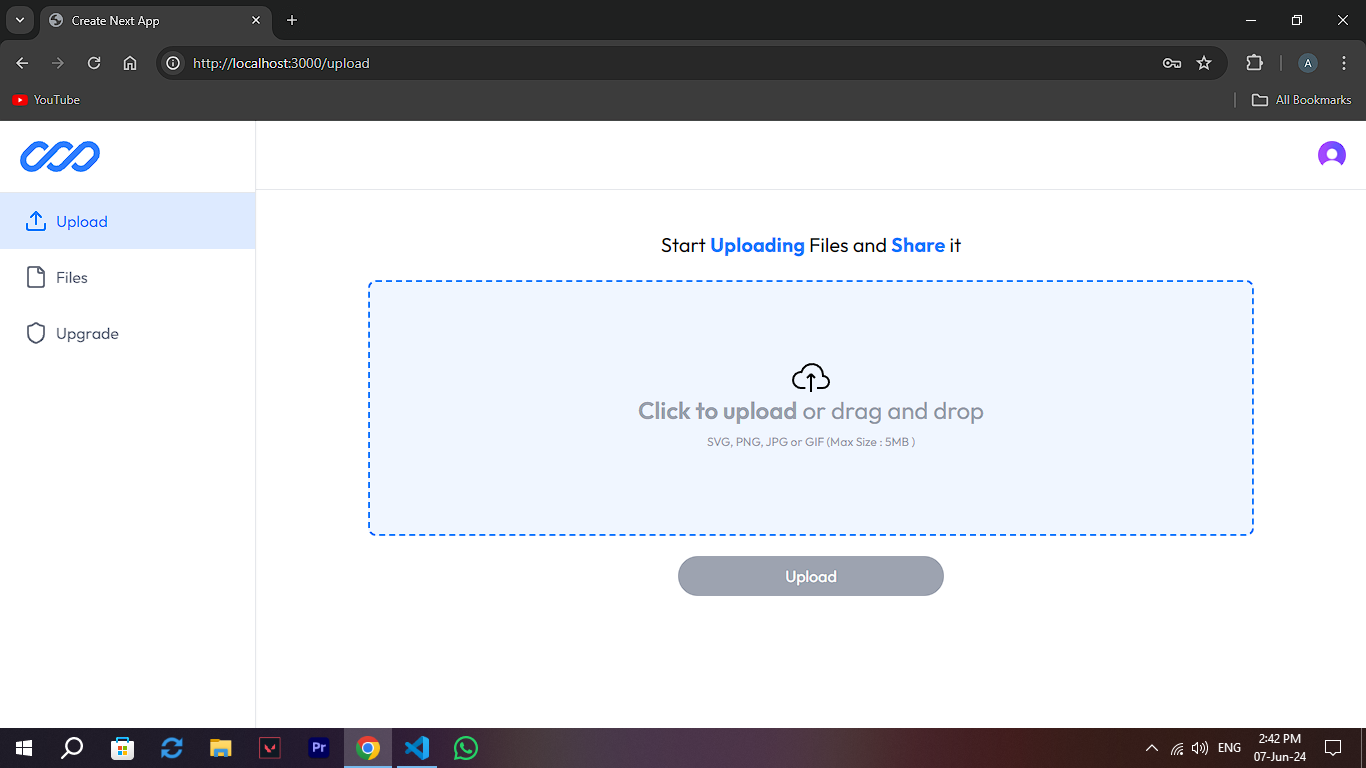 Create Next App
http://localhost:3000/upload
A
YouTube
All Bookmarks
Upload
Files
Upgrade
Start Uploading Files and Share it
Click to upload or drag and drop
SVG, PNG, JPG or GIF (Max Size : 5MB )
Upload
Pr
ENG
2:42 PM
07-Jun-24